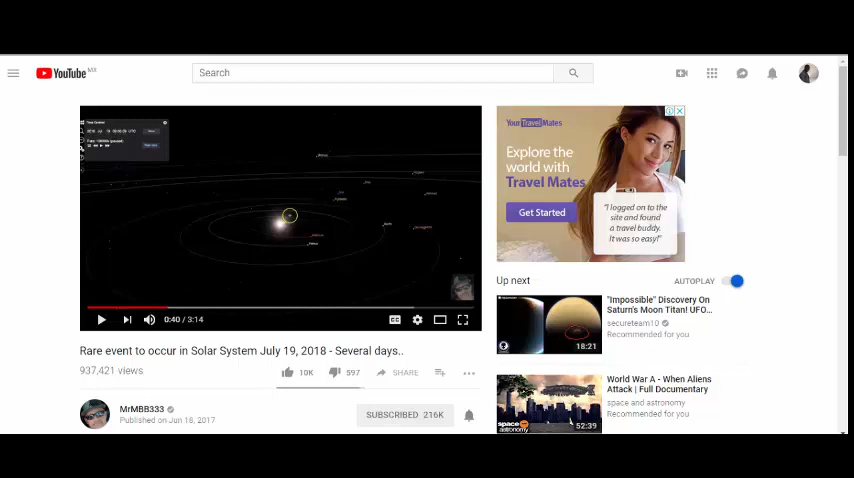 YouTube MX
Search
YourTravelMates
Explore the
world with
Travel Mates
Get Started
"I logged on to the
site and found
a travel buddy.
It was so easy!"
0:40 / 3:14
CC
Rare event to occur in Solar System July 19, 2018 - Several days..
937,421 views
10K
597
SHARE
MrMBB333
Published on Jun 18, 2017
SUBSCRIBED 216K
Up next
AUTOPLAY
"Impossible" Discovery On
Saturn's Moon Titan! UFO...
secureteam10
Recommended for you
18:21
World War A - When Aliens
Attack | Full Documentary
space and astronomy
Recommended for you
space
astronomy
52:39